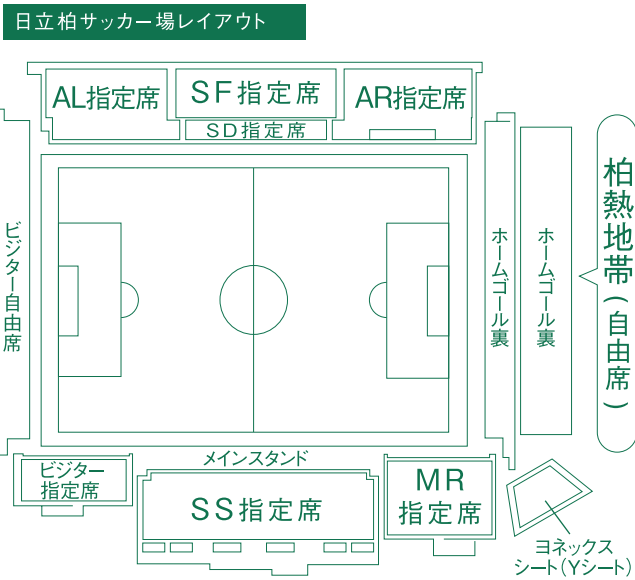 日立柏サッカー場レイアウト
AL指定席
SF指定席
AR指定席
SD指定席
ビジター自由席
ホームゴール裏
ホームゴール裏
柏熱地帯(自由席)
メインスタンド
ビジター
指定席
SS指定席
MR
指定席
ヨネックス
シート(Yシート)